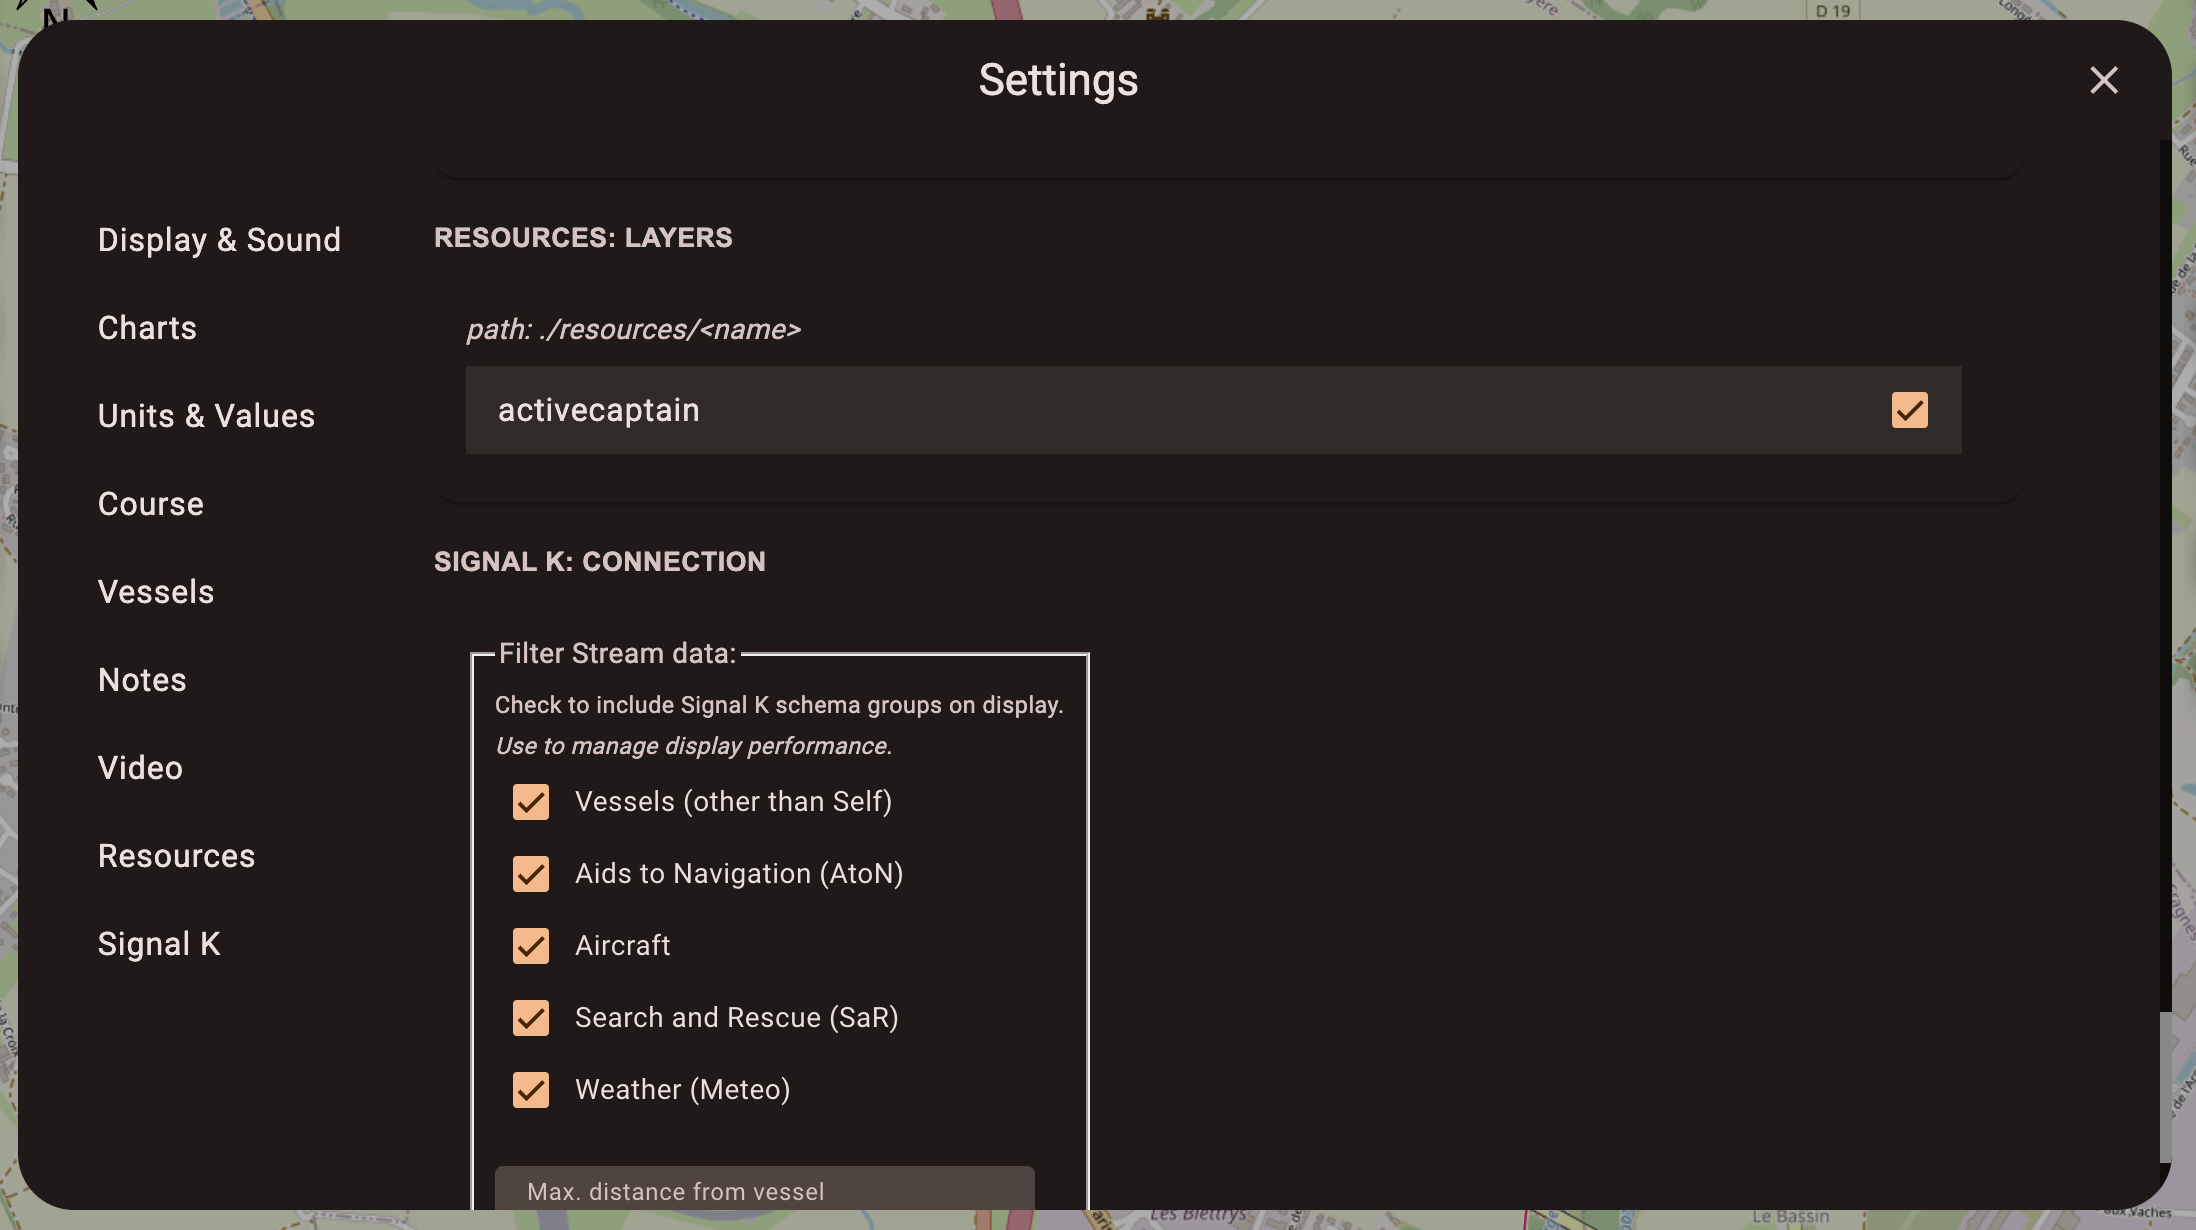 N
D 19
Settings
Display & Sound
Charts
Units & Values
Course
Vessels
Notes
Video
Resources
Signal K
RESOURCES: LAYERS
path: ./resources/<name>
activecaptain
SIGNAL K: CONNECTION
Filter Stream data:
Check to include Signal K schema groups on display.
Use to manage display performance.
Vessels (other than Self)
Aids to Navigation (AtoN)
Aircraft
Search and Rescue (SaR)
Weather (Meteo)
Max. distance from vessel
Les Blettrys
Le Bassin
aux Vaches